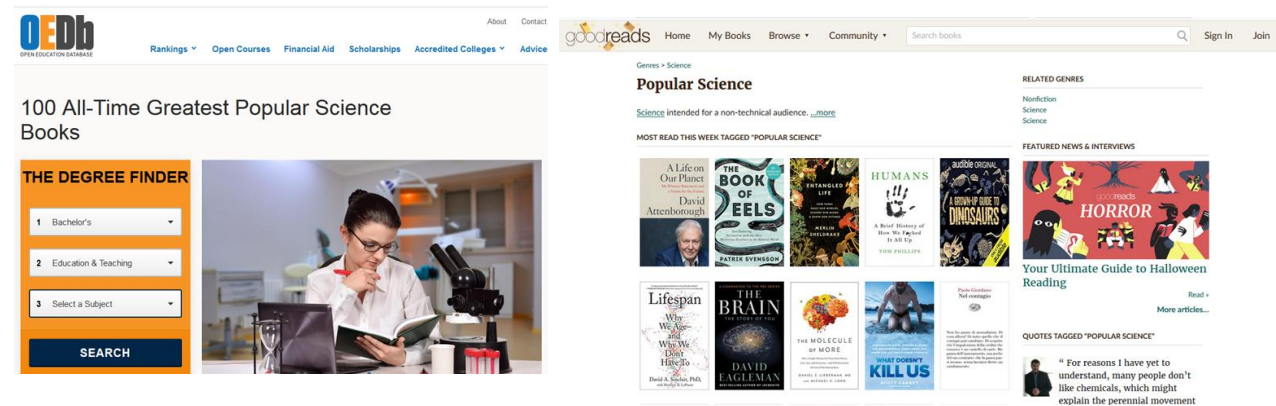 OEDb
OPEN EDUCATION DATABASE
About Contact
Rankings Open Courses Financial Aid Scholarships Accredited Colleges Advice
100 All-Time Greatest Popular Science
Books
THE DEGREE FINDER
1 Bachelor's
2 Education & Teaching
3 Select a Subject
SEARCH
goodreads Home My Books Browse Community Search books Sign In Join
Genres > Science
Popular Science
Science intended for a non-technical audience. ...more
MOST READ THIS WEEK TAGGED "POPULAR SCIENCE"
A Life on
Our Planet
David
Attenborough
THE
BOOK
OF
EELS
PATRIK SVENSSON
ENTANGLED
LIFE
MERLIN
SHELDRAKE
HUMANS
A Brief History of
How We F*cked
It All Up
TOM PHILLIPS
audible ORIGINAL
A GROWN-UP GUIDE TO
DINOSAURS
Lifespan
Why
We Age—
and
Why We
Don't
Have To
David A. Sinclair, PhD,
THE
BRAIN
THE STORY OF YOU
DAVID
EAGLEMAN
THE MOLECULE
OF MORE
DANIEL Z. LIEBERMAN, MD
WHAT DOESN'T
KILL US
SCOTT CARNEY
Paolo Giordano
Nel contagio
RELATED GENRES
Nonfiction
Science
Science
FEATURED NEWS & INTERVIEWS
goodreads
HORROR
Your Ultimate Guide to Halloween
Reading
Read »
More articles...
QUOTES TAGGED "POPULAR SCIENCE"
“ For reasons I have yet to
understand, many people don't
like chemicals, which might
explain the perennial movement